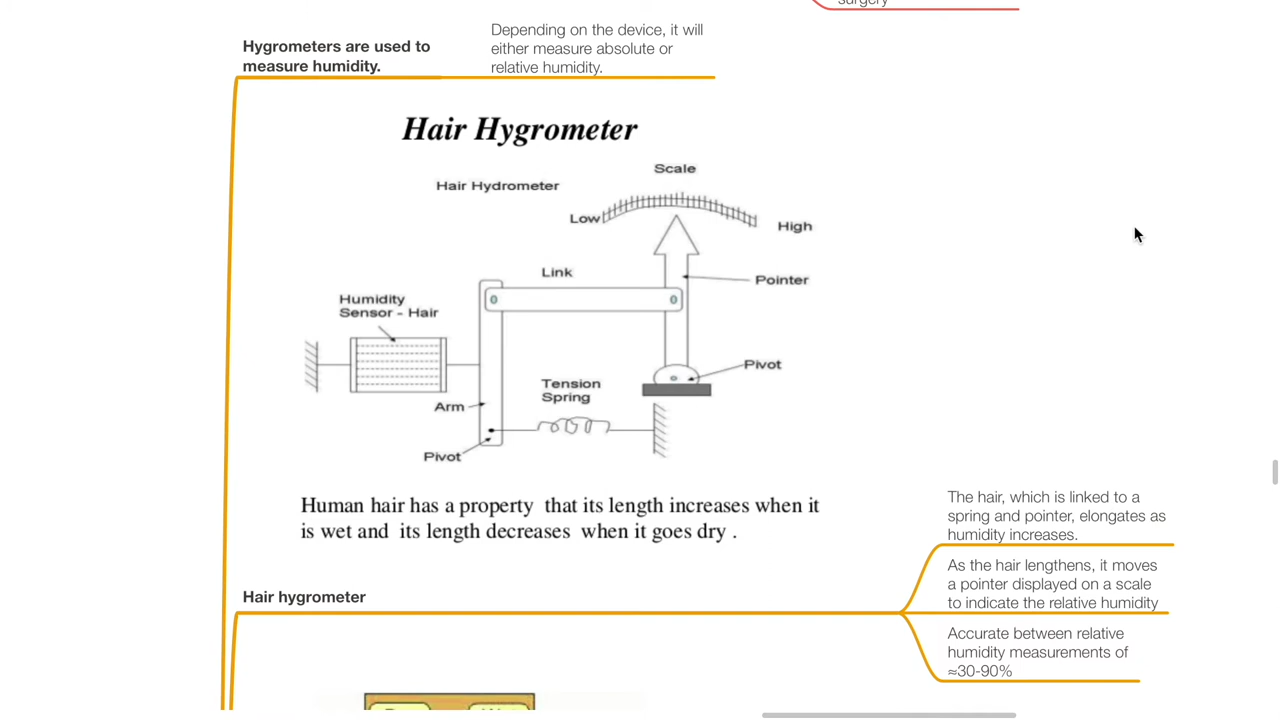 surgery
Hygrometers are used to
measure humidity.
Depending on the device, it will
either measure absolute or
relative humidity.
Hair Hygrometer
Scale
Hair Hydrometer
Low
High
Link
Pointer
Humidity
Sensor - Hair
Pivot
Tension
Spring
Arm
Pivot
Human hair has a property that its length increases when it
is wet and its length decreases when it goes dry .
The hair, which is linked to a
spring and pointer, elongates as
humidity increases.
As the hair lengthens, it moves
a pointer displayed on a scale
to indicate the relative humidity
Hair hygrometer
Accurate between relative
humidity measurements of
≈30-90%